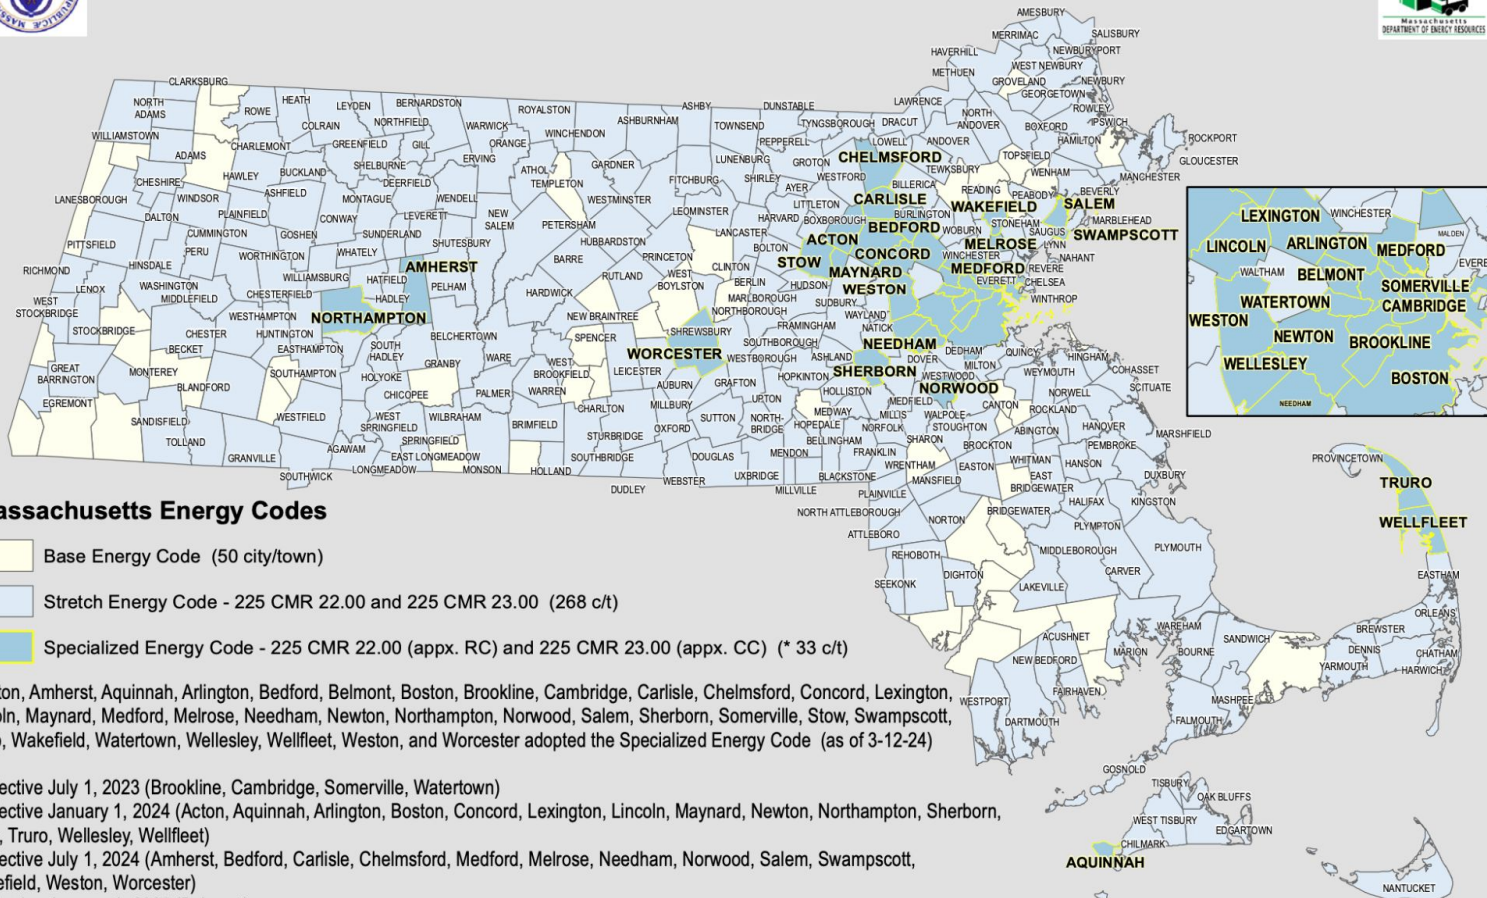 PUBLICÆ
Massachusetts
DEPARTMENT OF ENERGY RESOURCES
AMESBURY
MERRIMAC
SALISBURY
HAVERHILL
NEWBURYPORT
WEST NEWBURY
METHUEN
GROVELAND
NEWBURY
GEORGETOWN
CLARKSBURG
NORTH ADAMS
ROWE
HEATH
LEYDEN
BERNARDSTON
ROYALSTON
ASHBY
DUNSTABLE
LAWRENCE
ROWLEY
COLRAIN
NORTHFIELD
WARWICK
WINCHENDON
ASHBURNHAM
TOWNSEND
TYNGSBOROUGH
DRACUT
NORTH ANDOVER
BOXFORD
IPSWICH
WILLIAMSTOWN
ADAMS
CHARLEMONT
GREENFIELD
GILL
ORANGE
PEPPERELL
LOWELL
ANDOVER
HAMILTON
ROCKPORT
GLOUCESTER
SHELBURNE
ERVING
ATHOL
GARDNER
LUNENBURG
GROTON
CHELMSFORD
TEWKSBURY
TOPSFIELD
WENHAM
MANCHESTER
CHESHIRE
HAWLEY
BUCKLAND
DEERFIELD
TEMPLETON
FITCHBURG
SHIRLEY
AYER
WESTFORD
BILLERICA
READING
PEABODY
BEVERLY
LANESBOROUGH
WINDSOR
ASHFIELD
MONTAGUE
WENDELL
WESTMINSTER
LEOMINSTER
LITTLETON
CARLISLE
WAKEFIELD
SALEM
DALTON
PLAINFIELD
CONWAY
LEVERETT
NEW SALEM
PETERSHAM
HARVARD
BOXBOROUGH
BURLINGTON
BEDFORD
WOBURN
STONEHAM
SAUGUS
MARBLEHEAD
SWAMPSCOTT
PITTSFIELD
CUMMINGTON
GOSHEN
SUNDERLAND
SHUTESBURY
HUBBARDSTON
LANCASTER
BOLTON
ACTON
CONCORD
MELROSE
LYNN
NAHANT
PERU
WORTHINGTON
WHATELY
BARRE
PRINCETON
STOW
WINCHESTER
RICHMOND
HINSDALE
WILLIAMSBURG
AMHERST
RUTLAND
WEST BOYLSTON
CLINTON
BERLIN
HUDSON
MAYNARD
MEDFORD
REVERE
EVERETT
CHELSEA
LENOX
WASHINGTON
MIDDLEFIELD
CHESTERFIELD
HATFIELD
HADLEY
PELHAM
HARDWICK
MARLBOROUGH
SUDBURY
WESTON
WINTHROP
WEST STOCKBRIDGE
WESTHAMPTON
NORTHAMPTON
NEW BRAINTREE
NORTHBOROUGH
WAYLAND
STOCKBRIDGE
CHESTER
HUNTINGTON
BELCHERTOWN
SPENCER
SHREWSBURY
FRAMINGHAM
NATICK
BECKET
EASTHAMPTON
SOUTH HADLEY
WARE
WORCESTER
SOUTHBOROUGH
WESTBOROUGH
NEEDHAM
DOVER
DEDHAM
QUINCY
HINGHAM
COHASSET
GREAT BARRINGTON
MONTEREY
SOUTHAMPTON
HOLYOKE
GRANBY
WEST BROOKFIELD
LEICESTER
ASHLAND
SHERBORN
MILTON
WEYMOUTH
BLANDFORD
CHICOPEE
PALMER
WARREN
AUBURN
GRAFTON
HOPKINTON
HOLLISTON
WESTWOOD
NORWOOD
NORWELL
SCITUATE
EGREMONT
SANDISFIELD
WESTFIELD
WEST SPRINGFIELD
WILBRAHAM
BRIMFIELD
CHARLTON
MILLBURY
UPTON
MEDFIELD
MEDWAY
MILLIS
WALPOLE
CANTON
ROCKLAND
SUTTON
NORTH-BRIDGE
HOPEDALE
NORFOLK
STOUGHTON
ABINGTON
HANOVER
MARSHFIELD
TOLLAND
AGAWAM
SPRINGFIELD
STURBRIDGE
OXFORD
BELLINGHAM
SHARON
BROCKTON
PEMBROKE
GRANVILLE
EAST LONGMEADOW
SOUTHBRIDGE
DOUGLAS
MENDON
FRANKLIN
WRENTHAM
EASTON
WHITMAN
HANSON
SOUTHWICK
LONGMEADOW
MONSON
HOLLAND
DUDLEY
WEBSTER
UXBRIDGE
MILLVILLE
BLACKSTONE
MANSFIELD
EAST BRIDGEWATER
DUXBURY
PLAINVILLE
NORTH ATTLEBOROUGH
NORTON
BRIDGEWATER
HALIFAX
KINGSTON
ATTLEBORO
PLYMPTON
REHOBOTH
MIDDLEBOROUGH
PLYMOUTH
SEEKONK
DIGHTON
LAKEVILLE
CARVER
ACUSHNET
WAREHAM
NEW BEDFORD
MARION
BOURNE
SANDWICH
FAIRHAVEN
WESTPORT
DARTMOUTH
MASHPEE
FALMOUTH
YARMOUTH
DENNIS
BREWSTER
HARWICH
CHATHAM
ORLEANS
EASTHAM
PROVINCETOWN
TRURO
WELLFLEET
GOSNOLD
TISBURY
OAK BLUFFS
WEST TISBURY
EDGARTOWN
CHILMARK
AQUINNAH
NANTUCKET
LEXINGTON
WINCHESTER
MALDEN
LINCOLN
ARLINGTON
MEDFORD
EVERE
WALTHAM
BELMONT
SOMERVILLE
WATERTOWN
CAMBRIDGE
WESTON
NEWTON
BROOKLINE
WELLESLEY
BOSTON
NEEDHAM
assachusetts Energy Codes
Base Energy Code (50 city/town)
Stretch Energy Code - 225 CMR 22.00 and 225 CMR 23.00 (268 c/t)
Specialized Energy Code - 225 CMR 22.00 (appx. RC) and 225 CMR 23.00 (appx. CC) (* 33 c/t)
ton, Amherst, Aquinnah, Arlington, Bedford, Belmont, Boston, Brookline, Cambridge, Carlisle, Chelmsford, Concord, Lexington,
oln, Maynard, Medford, Melrose, Needham, Newton, Northampton, Norwood, Salem, Sherborn, Somerville, Stow, Swampscott,
o, Wakefield, Watertown, Wellesley, Wellfleet, Weston, and Worcester adopted the Specialized Energy Code (as of 3-12-24)
ective July 1, 2023 (Brookline, Cambridge, Somerville, Watertown)
ective January 1, 2024 (Acton, Aquinnah, Arlington, Boston, Concord, Lexington, Lincoln, Maynard, Newton, Northampton, Sherborn,
, Truro, Wellesley, Wellfleet)
ective July 1, 2024 (Amherst, Bedford, Carlisle, Chelmsford, Medford, Melrose, Needham, Norwood, Salem, Swampscott,
efield, Weston, Worcester)